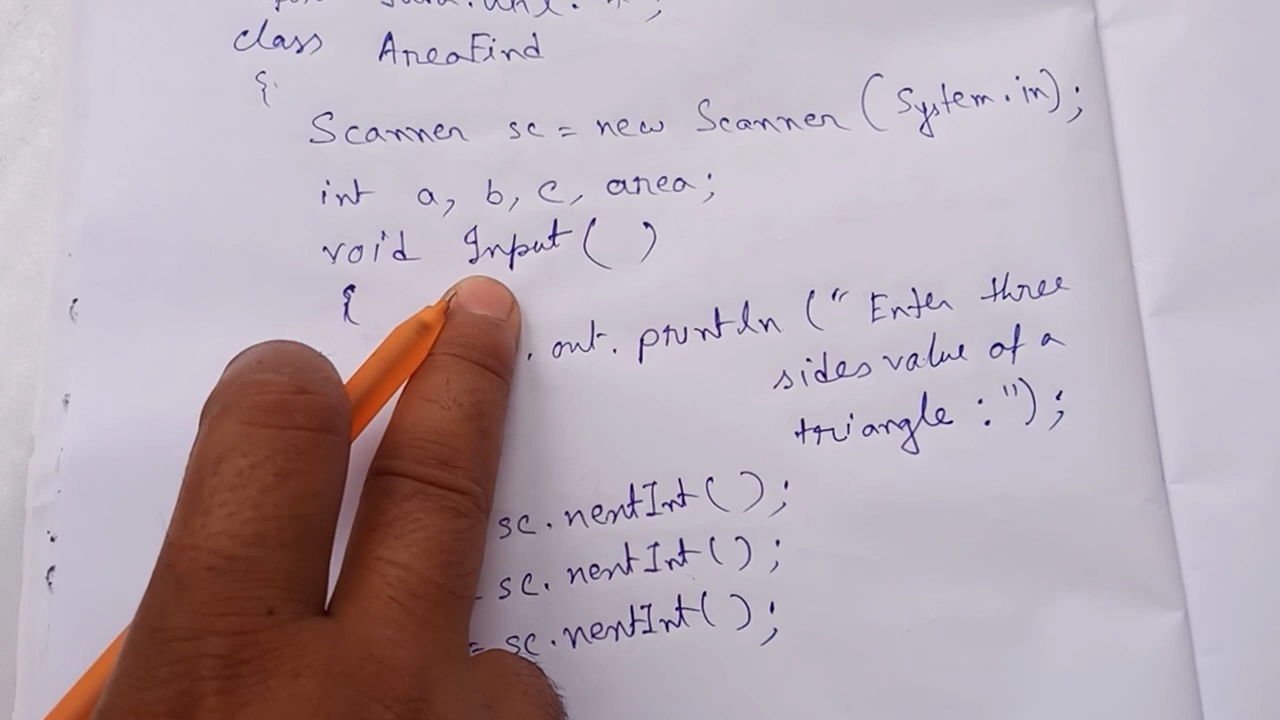 class AreaFind
{
Scanner sc = new Scanner (System.in);
int a, b, c, area;
void Input( )
{
. out. println (" Enter three
sides value of a
triangle : ");
sc. nextInt ( );
= sc. nextInt ( );
= sc. nextInt ( );